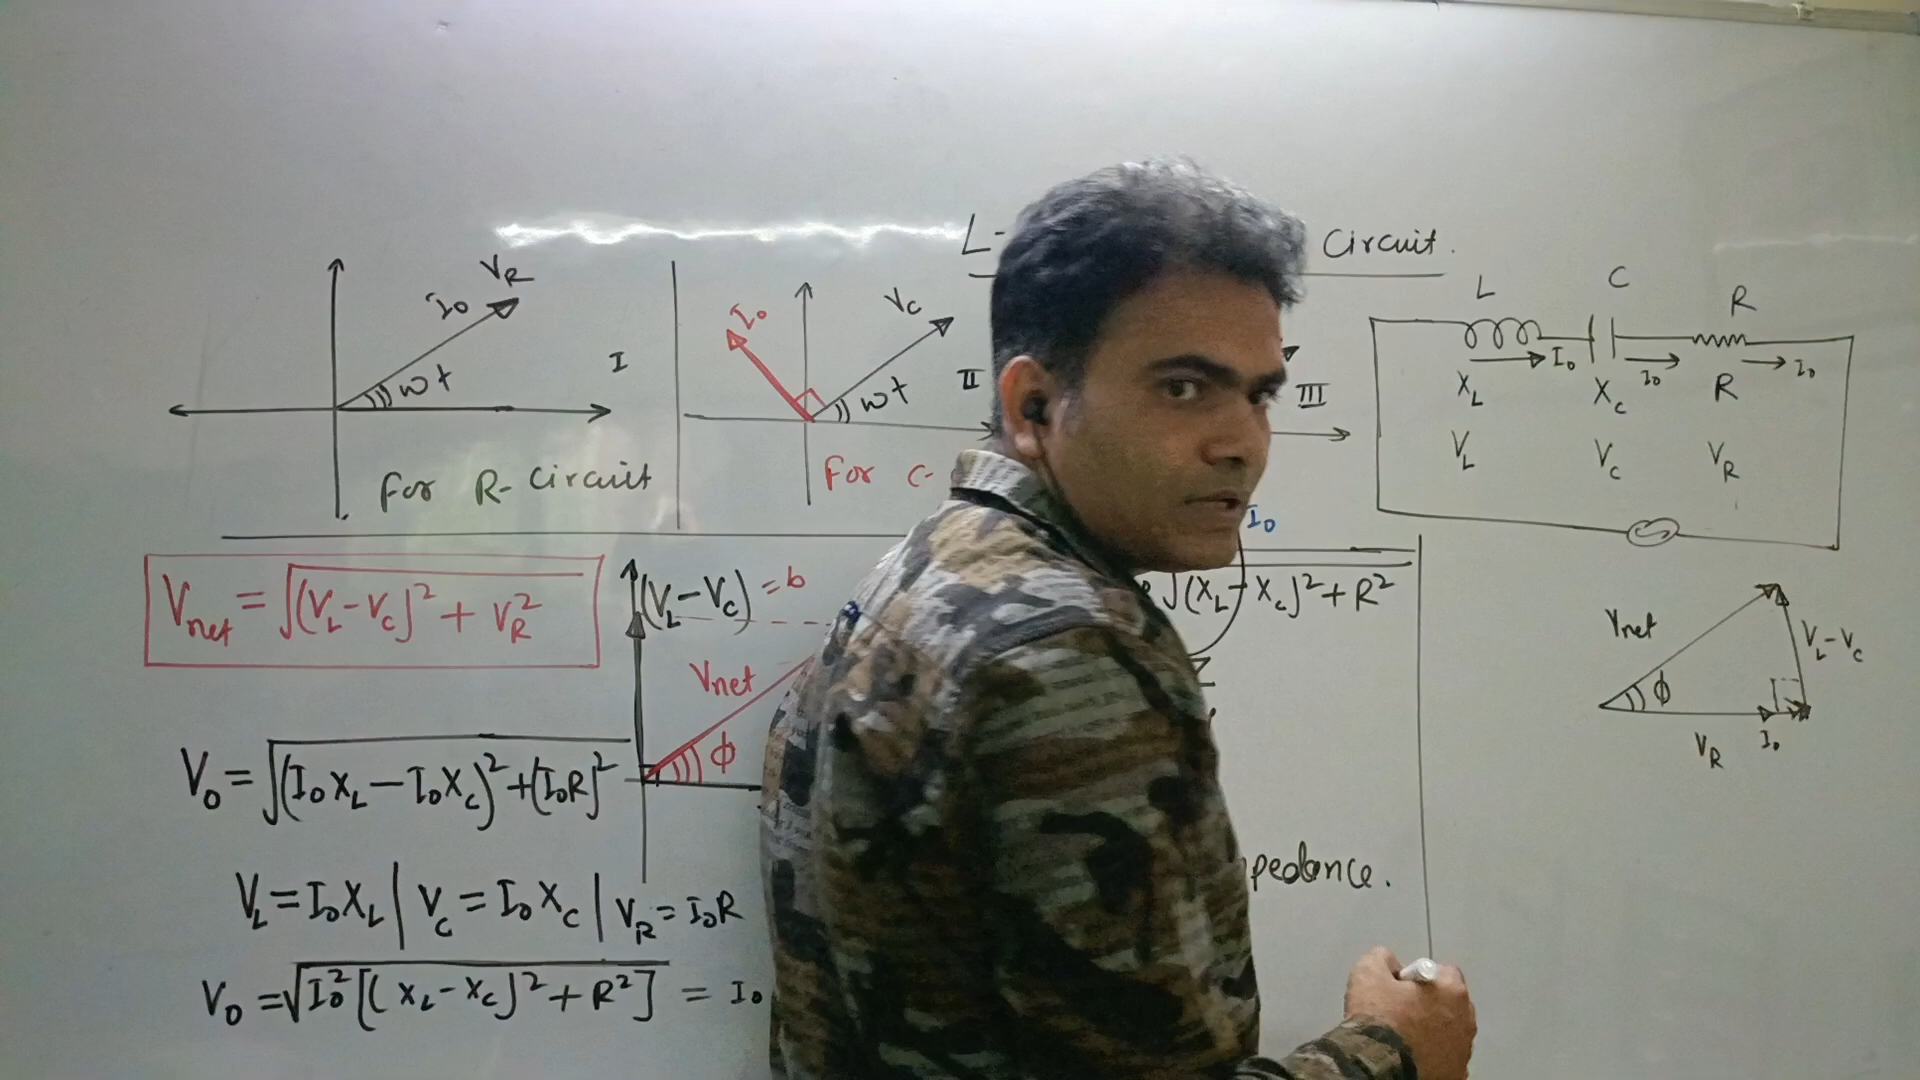 L-
Circuit.
V_R
I₀
ωt
I
For R- Circuit
I₀
V_C
ωt
II
For C-
III
I₀
L
C
R
I₀
I₀
I₀
X_L
X_C
R
V_L
V_C
V_R
V_net = √((V_L-V_C)² + V_R²)
(V_L-V_C) = b
V_net
ϕ
V₀ = √((I₀X_L - I₀X_C)² + (I₀R)²)
V_L = I₀X_L | V_C = I₀X_C | V_R = I₀R
V₀ = √(I₀² [(X_L - X_C)² + R²]) = I₀
√((X_L - X_C)² + R²)
Z
pedance.
V_net
V_L - V_C
ϕ
V_R
I₀